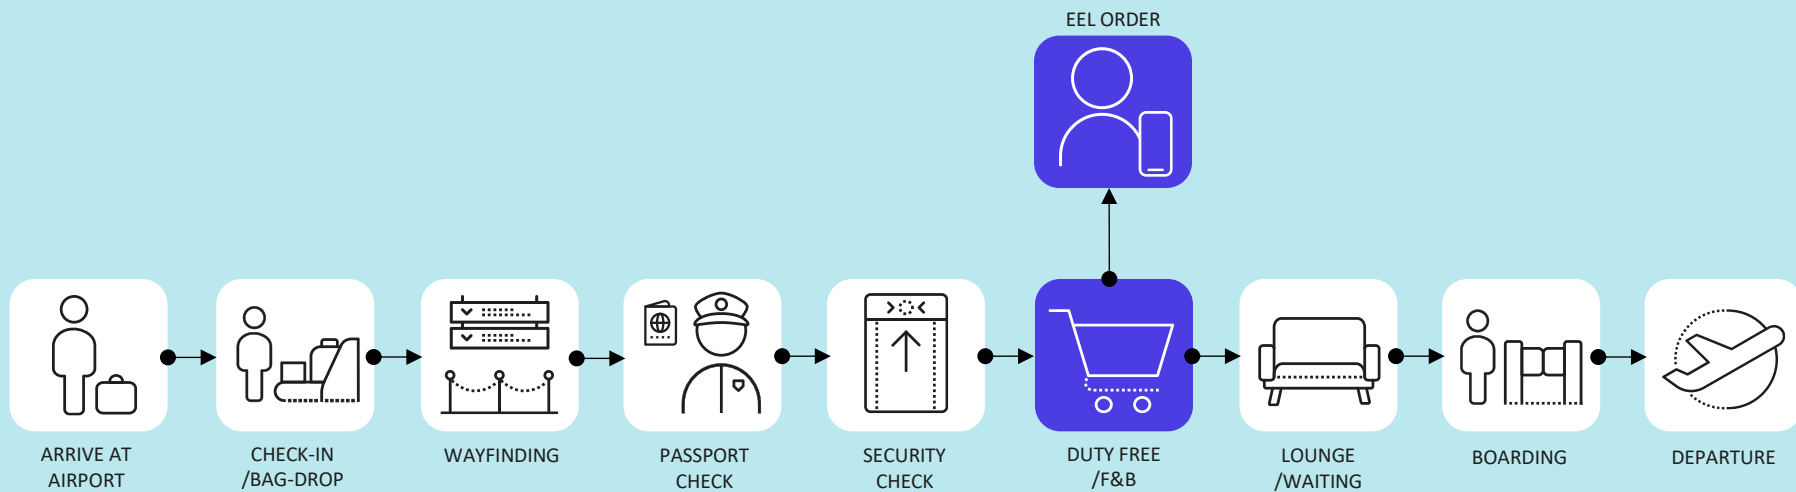 EEL ORDER
ARRIVE AT
AIRPORT
CHECK-IN
/BAG-DROP
WAYFINDING
PASSPORT
CHECK
SECURITY
CHECK
DUTY FREE
/F&B
LOUNGE
/WAITING
BOARDING
DEPARTURE